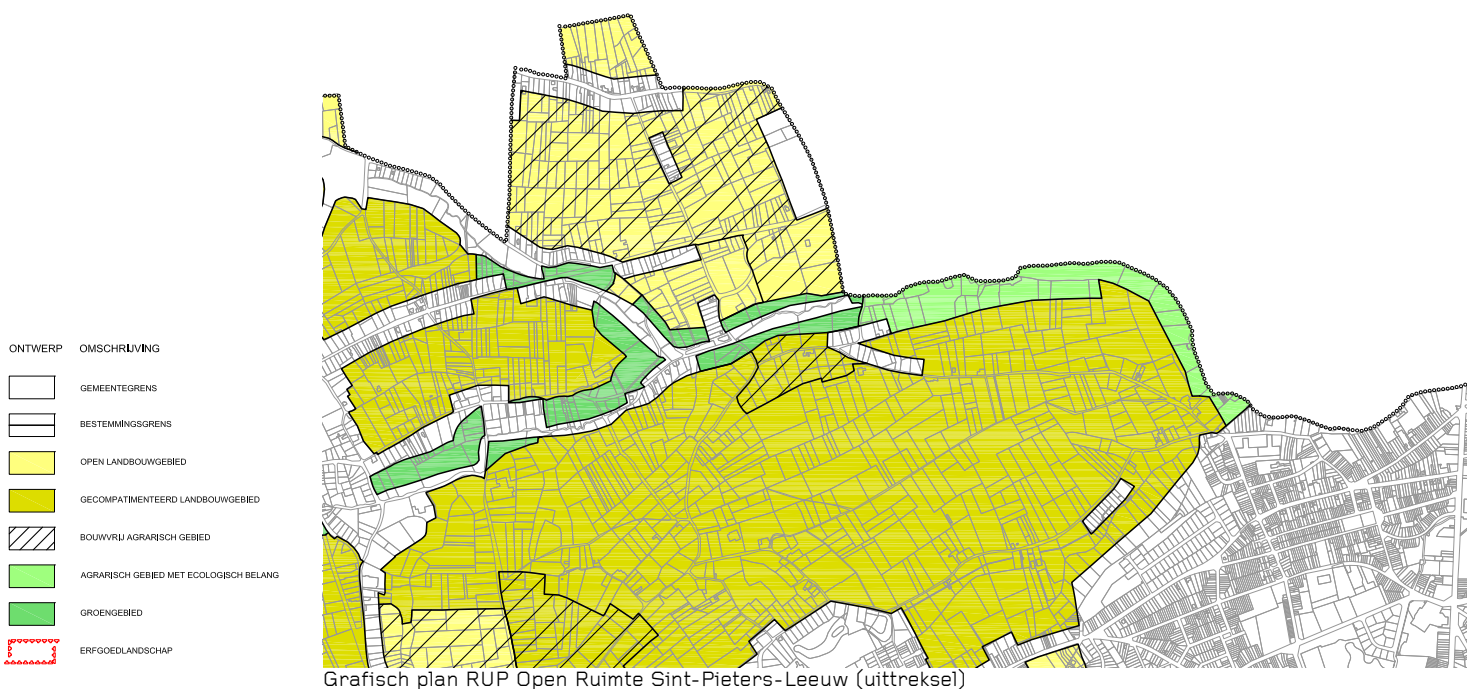 ONTWERP OMSCHRIJVING
GEMEENTEGRENS
BESTEMMINGSGRENS
OPEN LANDBOUWGEBIED
GECOMPATIMENTEERD LANDBOUWGEBIED
BOUWVRIJ AGRARISCH GEBIED
AGRARISCH GEBIED MET ECOLOGISCH BELANG
GROENGEBIED
ERFGOEDLANDSCHAP
Grafisch plan RUP Open Ruimte Sint-Pieters-Leeuw (uittreksel)